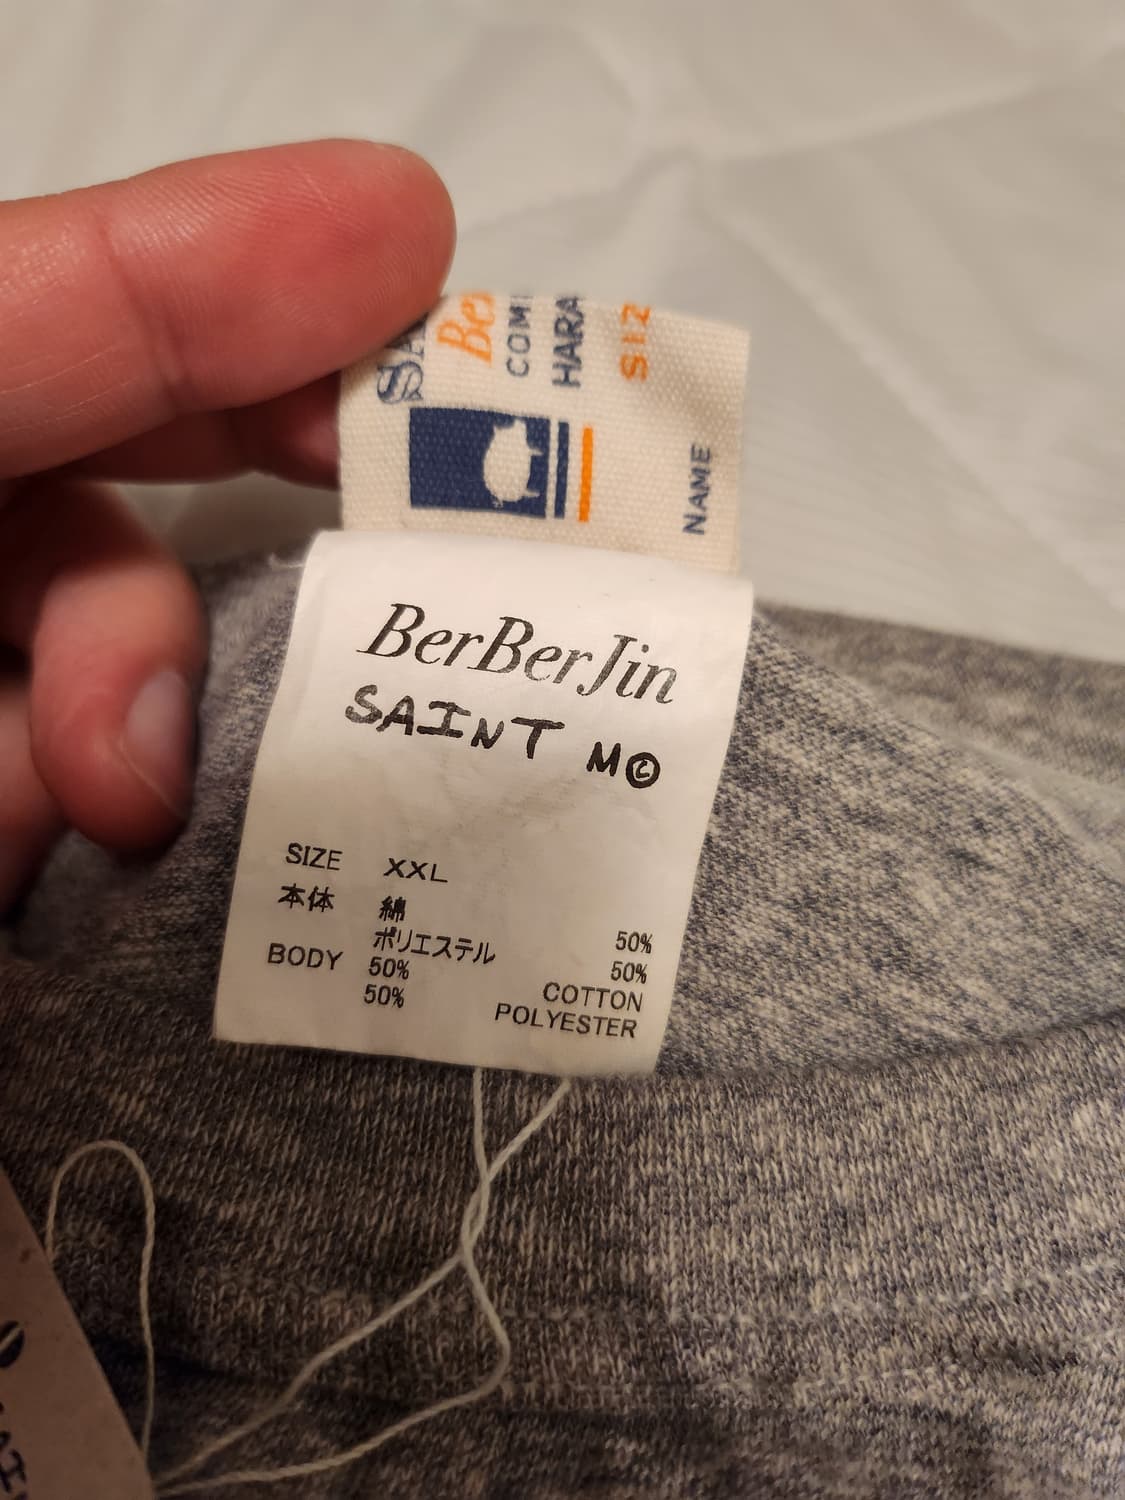 Ber
COM
HARA
SIZ
NAME
BerBerJin
SAINT M©
SIZE XXL
本体 綿 50%
ポリエステル 50%
BODY 50% COTTON
50% POLYESTER